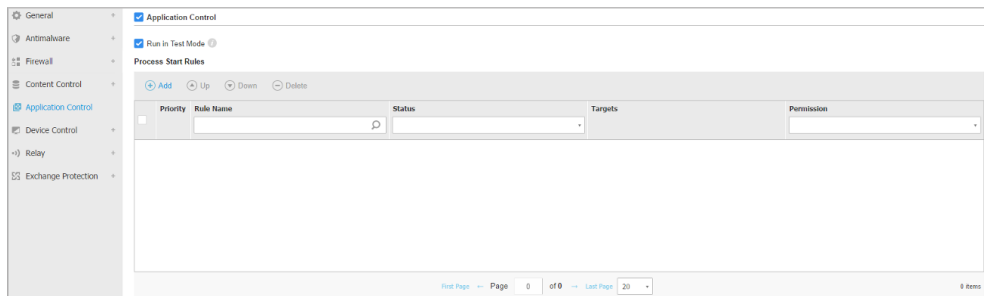 General
Antimalware
Firewall
Content Control
Application Control
Device Control
Relay
Exchange Protection
Application Control
Run in Test Mode
Process Start Rules
Add Up Down Delete
Priority Rule Name Status Targets Permission
First Page ← Page 0 of 0 → Last Page 20 0 items